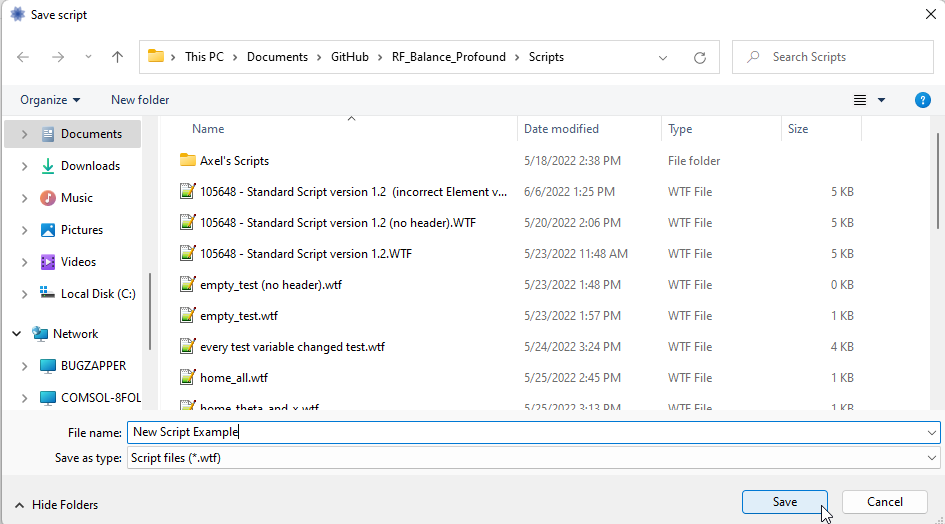 Save script
This PC > Documents > GitHub > RF_Balance_Profound > Scripts
Search Scripts
Organize
New folder
Name Date modified Type Size
Documents
Downloads
Music
Pictures
Videos
Local Disk (C:)
Network
BUGZAPPER
COMSOL-8FOL
Axel's Scripts 5/18/2022 2:38 PM File folder
105648 - Standard Script version 1.2 (incorrect Element v... 6/6/2022 1:25 PM WTF File 5 KB
105648 - Standard Script version 1.2 (no header).WTF 5/20/2022 2:06 PM WTF File 5 KB
105648 - Standard Script version 1.2.WTF 5/23/2022 11:48 AM WTF File 5 KB
empty_test (no header).wtf 5/23/2022 1:48 PM WTF File 0 KB
empty_test.wtf 5/23/2022 1:57 PM WTF File 1 KB
every test variable changed test.wtf 5/24/2022 3:24 PM WTF File 4 KB
home_all.wtf 5/25/2022 2:45 PM WTF File 1 KB
home_theta_and_x.wtf 5/25/2022 3:13 PM WTF File 1 KB
File name: New Script Example
Save as type: Script files (*.wtf)
Hide Folders
Save
Cancel